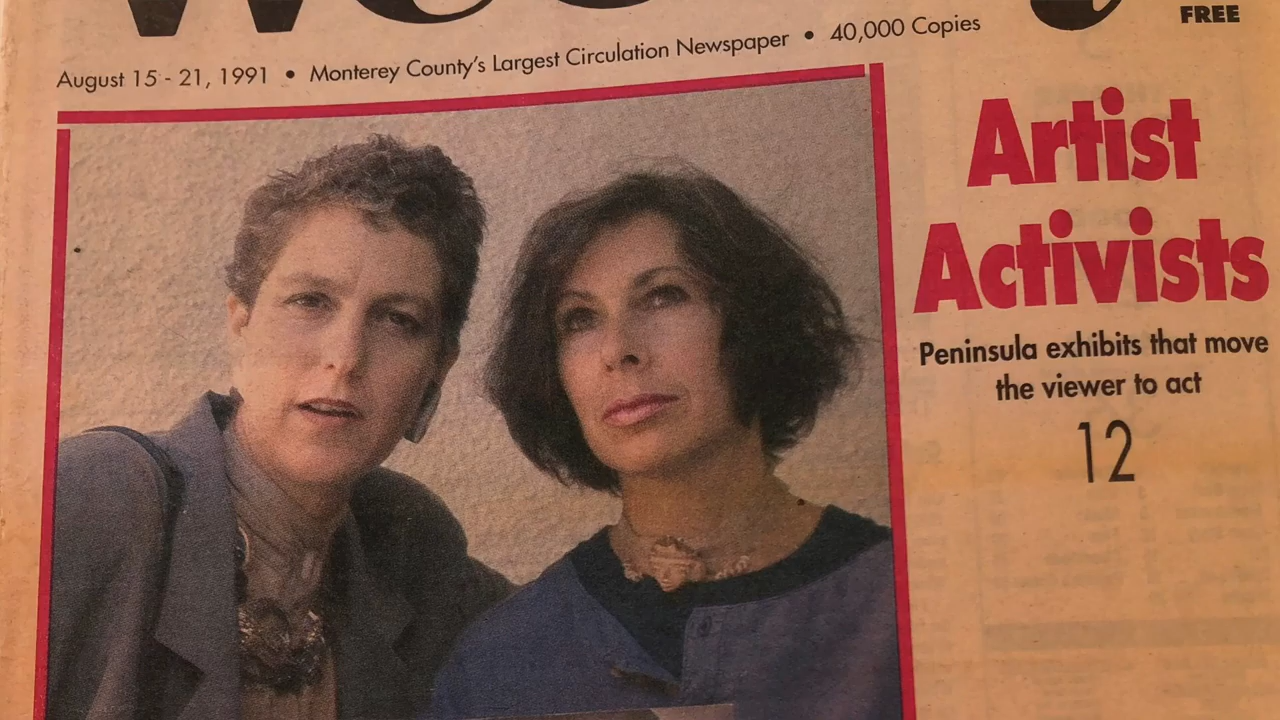 Weekly
FREE
August 15 - 21, 1991 • Monterey County's Largest Circulation Newspaper • 40,000 Copies
Artist
Activists
Peninsula exhibits that move
the viewer to act
12